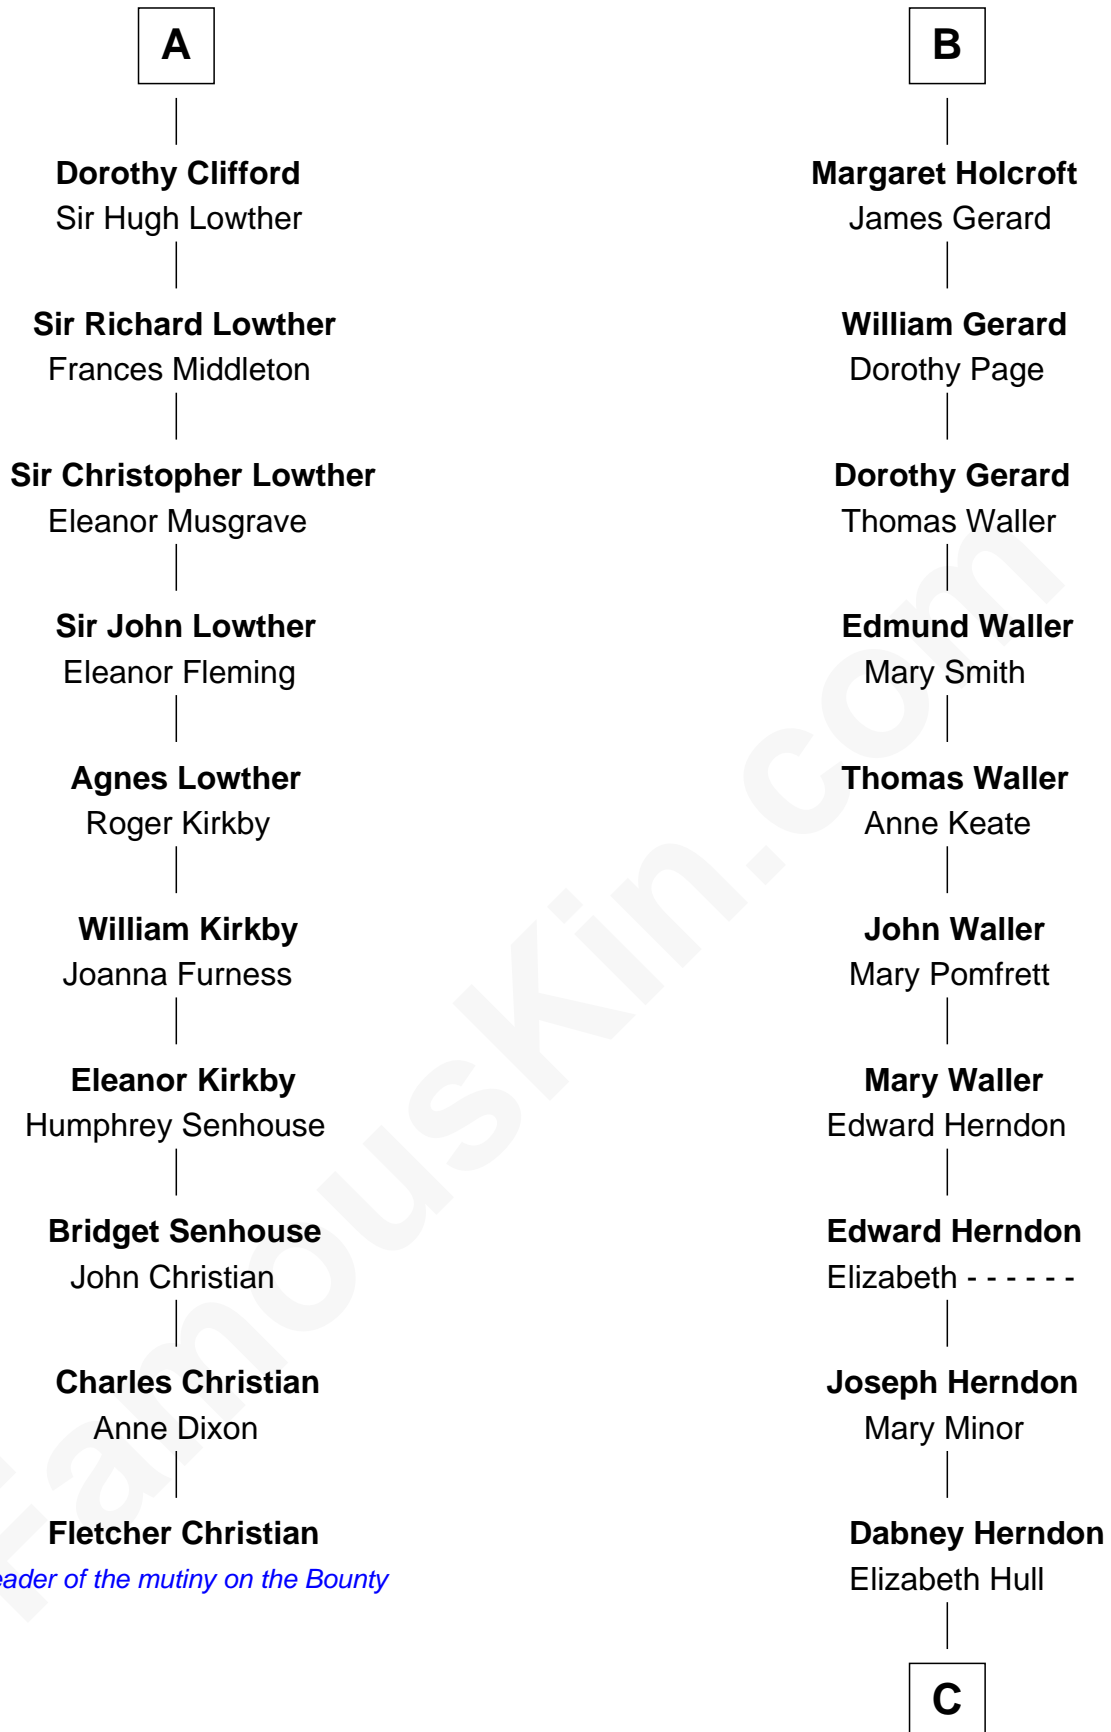 A
Dorothy Clifford
Sir Hugh Lowther
Sir Richard Lowther
Frances Middleton
Sir Christopher Lowther
Eleanor Musgrave
Sir John Lowther
Eleanor Fleming
Agnes Lowther
Roger Kirkby
William Kirkby
Joanna Furness
Eleanor Kirkby
Humphrey Senhouse
Bridget Senhouse
John Christian
Charles Christian
Anne Dixon
Fletcher Christian
eader of the mutiny on the Bounty
B
Margaret Holcroft
James Gerard
William Gerard
Dorothy Page
Dorothy Gerard
Thomas Waller
Edmund Waller
Mary Smith
Thomas Waller
Anne Keate
John Waller
Mary Pomfrett
Mary Waller
Edward Herndon
Edward Herndon
Elizabeth - - - - - -
Joseph Herndon
Mary Minor
Dabney Herndon
Elizabeth Hull
C
FamousKin.com